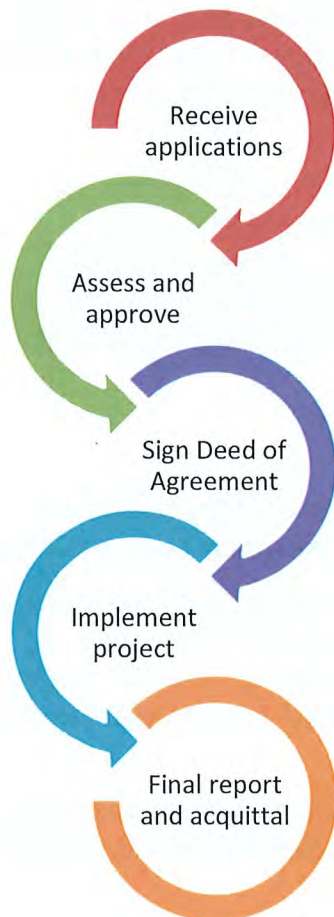 Receive
applications
Assess and
approve
Sign Deed of
Agreement
Implement
project
Final report
and acquittal